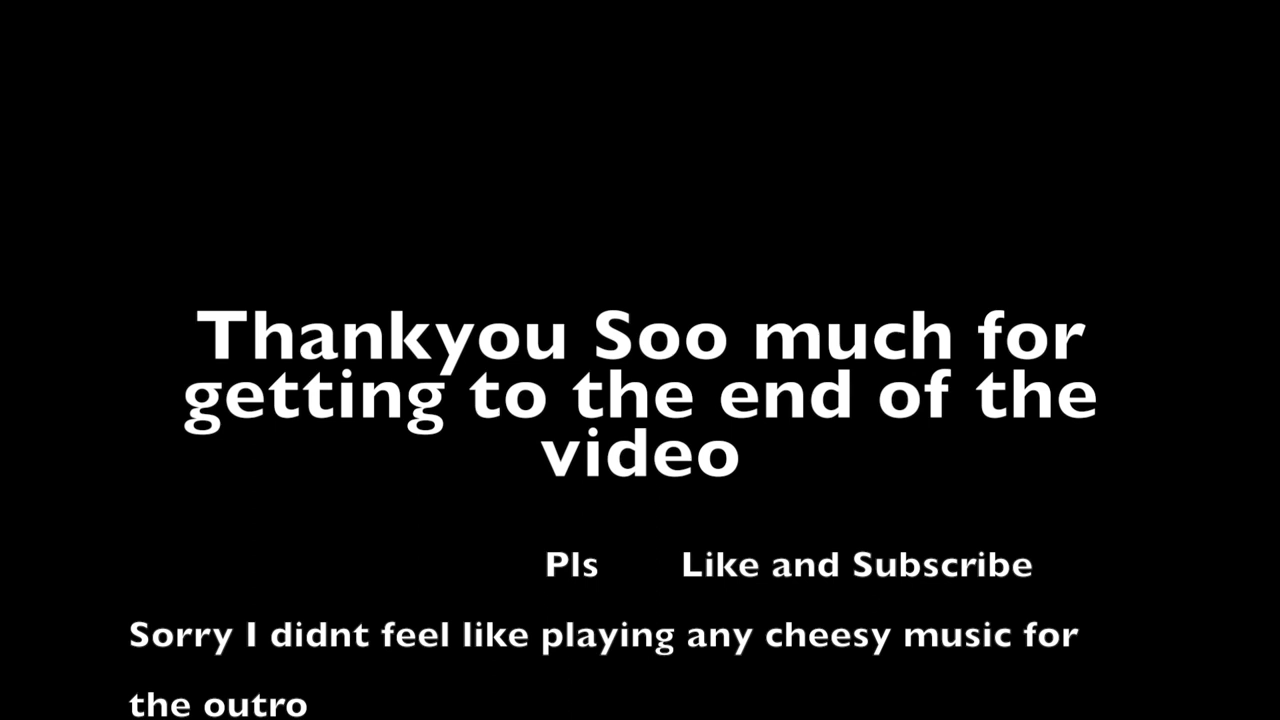 Thankyou Soo much for
getting to the end of the
video
Pls Like and Subscribe
Sorry I didnt feel like playing any cheesy music for
the outro